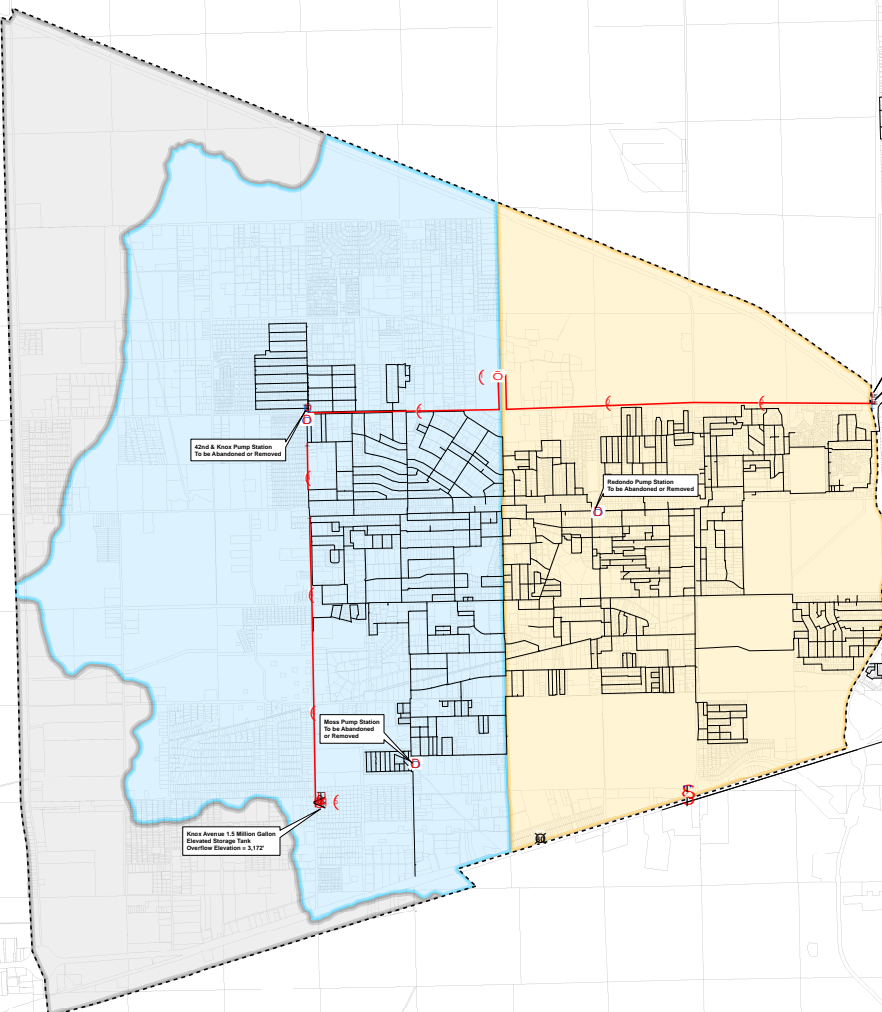 42nd & Knox Pump Station
To be Abandoned or Removed
Redondo Pump Station
To be Abandoned or Removed
Moss Pump Station
To be Abandoned
or Removed
Knox Avenue 1.5 Million Gallon
Elevated Storage Tank
Overflow Elevation = 3,172'